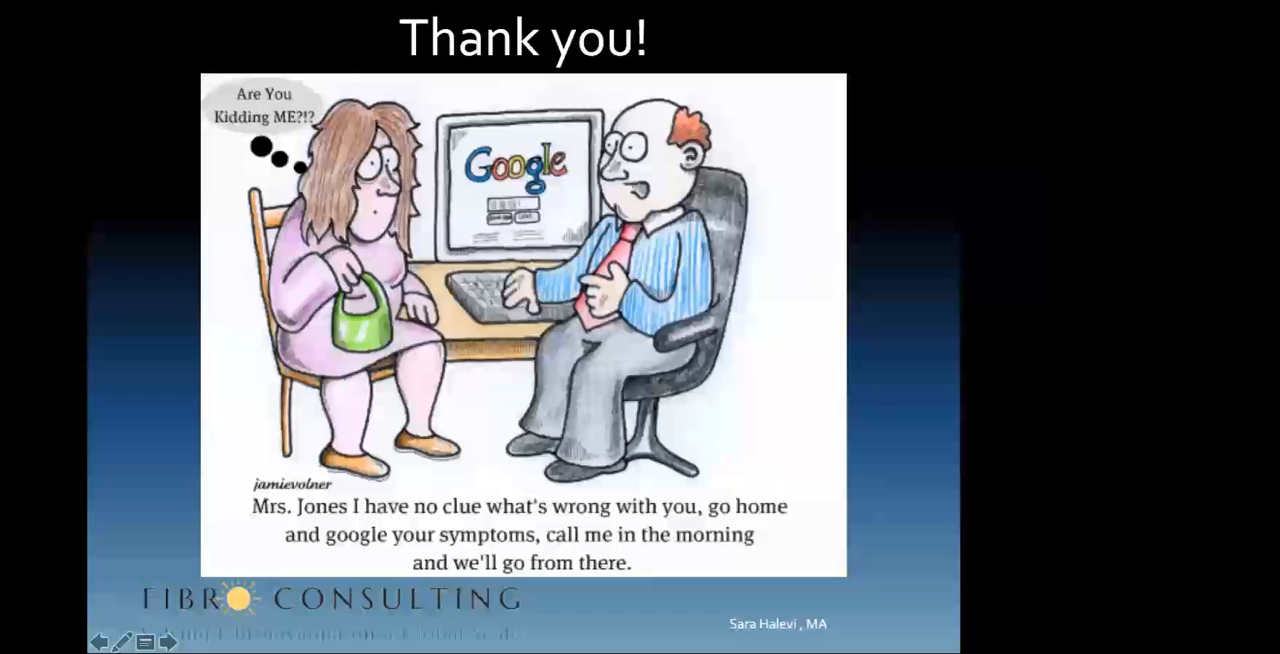 Thank you!
Are You
Kidding ME?!?
Google
jamievolner
Mrs. Jones I have no clue what's wrong with you, go home
and google your symptoms, call me in the morning
and we'll go from there.
FIBRO CONSULTING
Sara Halevi , MA